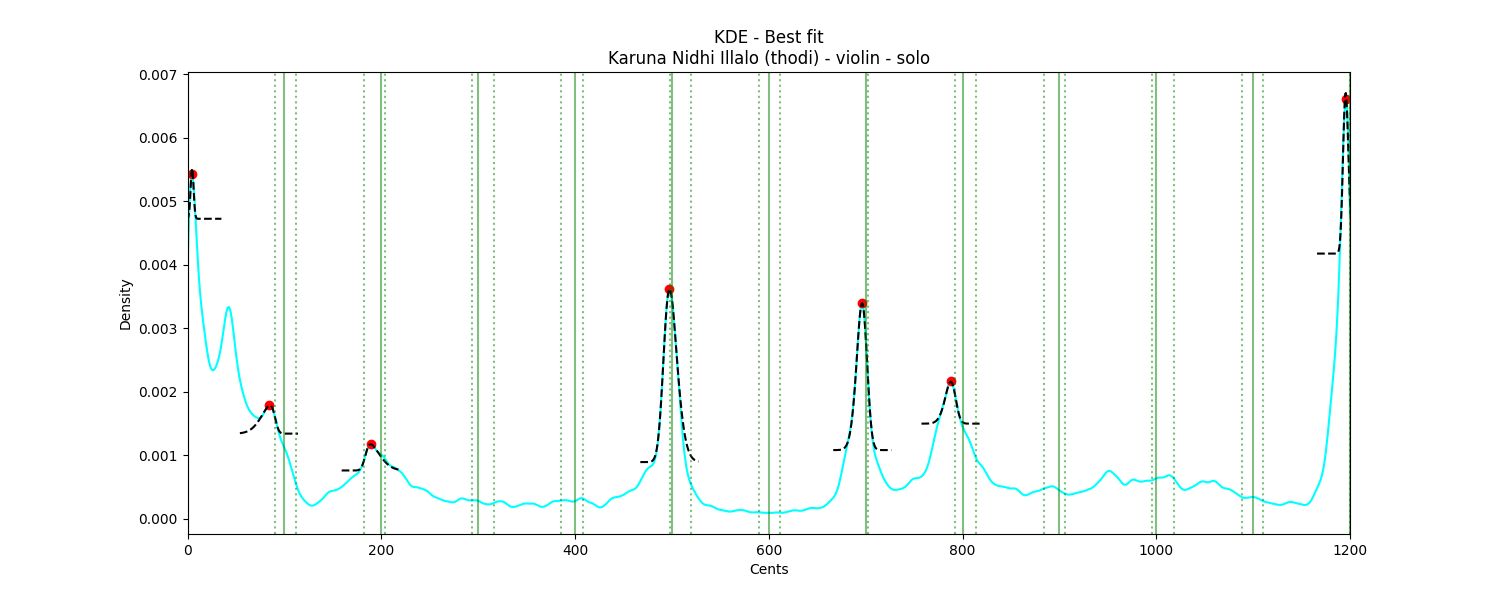 KDE - Best fit
Karuna Nidhi Illalo (thodi) - violin - solo
0.007
0.006
0.005
0.004
0.003
0.002
0.001
0.000
Density
0 200 400 600 800 1000 1200
Cents